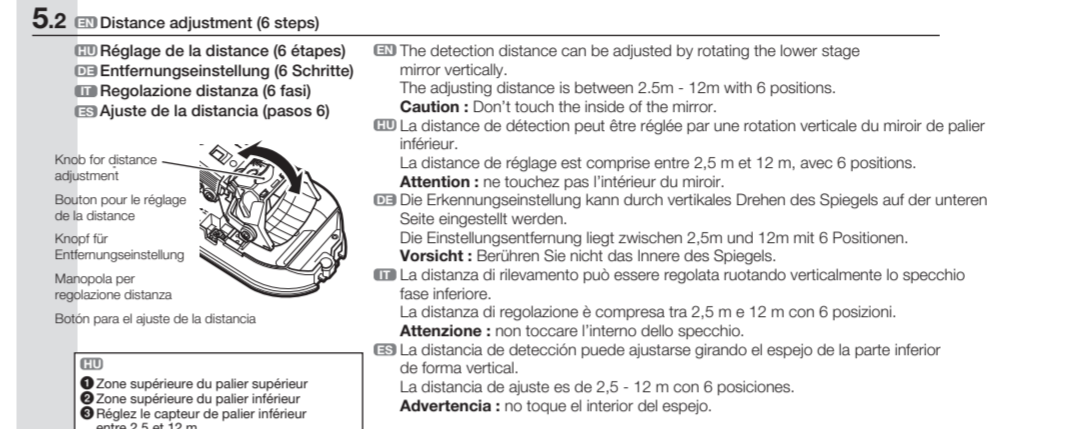 5.2 EN Distance adjustment (6 steps)
HU Réglage de la distance (6 étapes)
DE Entfernungseinstellung (6 Schritte)
IT Regolazione distanza (6 fasi)
ES Ajuste de la distancia (pasos 6)
Knob for distance
adjustment
Bouton pour le réglage
de la distance
Knopf für
Entfernungseinstellung
Manopola per
regolazione distanza
Botón para el ajuste de la distancia
HU
1 Zone supérieure du palier supérieur
2 Zone supérieure du palier inférieur
3 Réglez le capteur de palier inférieur
entre 2,5 et 12 m
EN The detection distance can be adjusted by rotating the lower stage
mirror vertically.
The adjusting distance is between 2.5m - 12m with 6 positions.
Caution : Don't touch the inside of the mirror.
HU La distance de détection peut être réglée par une rotation verticale du miroir de palier
inférieur.
La distance de réglage est comprise entre 2,5 m et 12 m, avec 6 positions.
Attention : ne touchez pas l'intérieur du miroir.
DE Die Erkennungseinstellung kann durch vertikales Drehen des Spiegels auf der unteren
Seite eingestellt werden.
Die Einstellungsentfernung liegt zwischen 2,5m und 12m mit 6 Positionen.
Vorsicht : Berühren Sie nicht das Innere des Spiegels.
IT La distanza di rilevamento può essere regolata ruotando verticalmente lo specchio
fase inferiore.
La distanza di regolazione è compresa tra 2,5 m e 12 m con 6 posizioni.
Attenzione : non toccare l'interno dello specchio.
ES La distancia de detección puede ajustarse girando el espejo de la parte inferior
de forma vertical.
La distancia de ajuste es de 2,5 - 12 m con 6 posiciones.
Advertencia : no toque el interior del espejo.